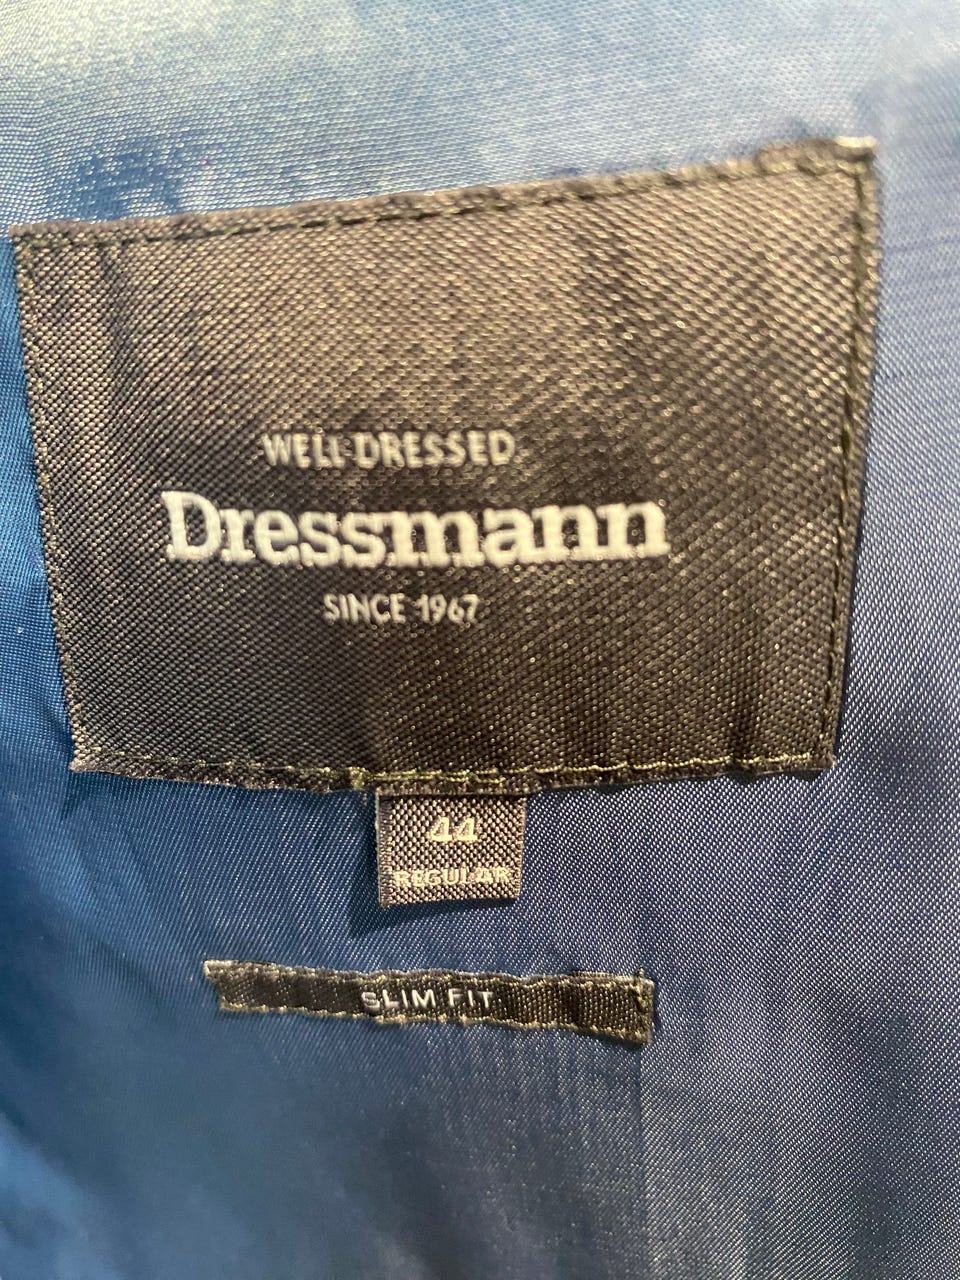 WELL DRESSED
Dressmann
SINCE 1967
44
REGULAR
SLIM FIT